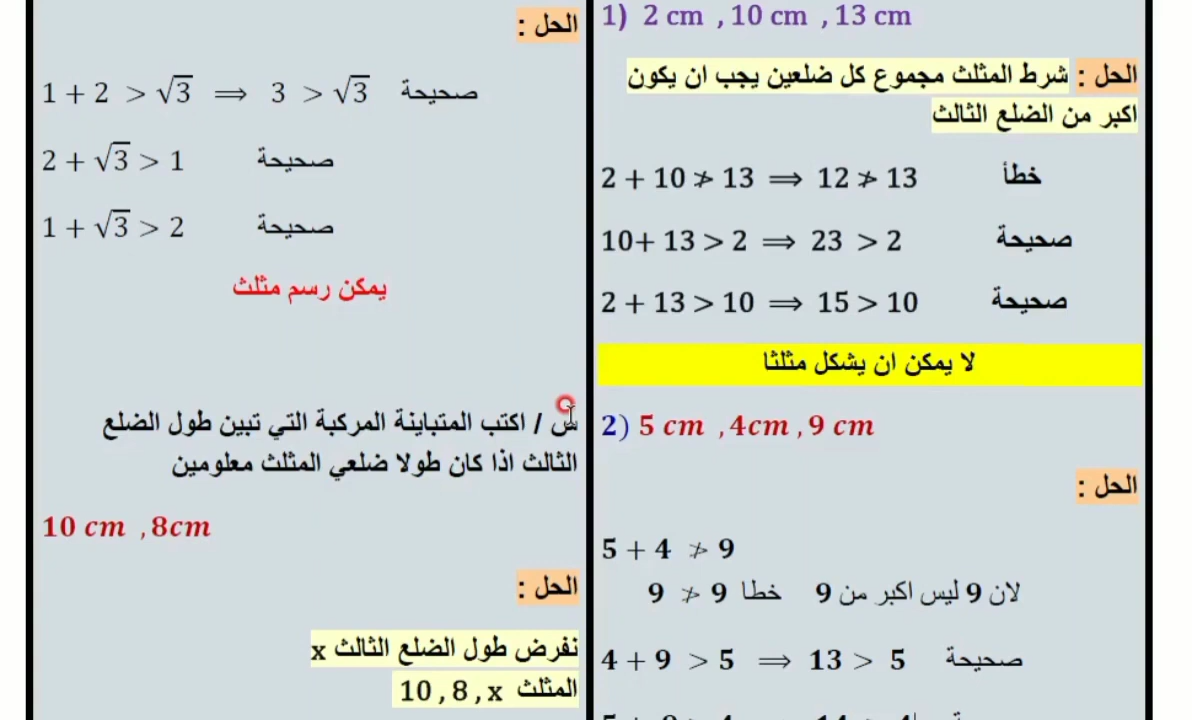 1) 2 cm , 10 cm , 13 cm
الحل : شرط المثلث مجموع كل ضلعين يجب ان يكون
اكبر من الضلع الثالث
2 + 10 ≯ 13 ⟹ 12 ≯ 13 خطأ
10+ 13 > 2 ⟹ 23 > 2 صحيحة
2 + 13 > 10 ⟹ 15 > 10 صحيحة
لا يمكن ان يشكل مثلثا
2) 5 cm , 4cm , 9 cm
الحل :
5 + 4 ≯ 9
لان 9 ليس اكبر من 9 خطا 9 ≯ 9
4 + 9 > 5 ⟹ 13 > 5 صحيحة
الحل :
1 + 2 > √3 ⟹ 3 > √3 صحيحة
2 + √3 > 1 صحيحة
1 + √3 > 2 صحيحة
يمكن رسم مثلث
س / اكتب المتباينة المركبة التي تبين طول الضلع
الثالث اذا كان طولا ضلعي المثلث معلومين
10 cm , 8cm
الحل :
نفرض طول الضلع الثالث x
المثلث 10 , 8 , x